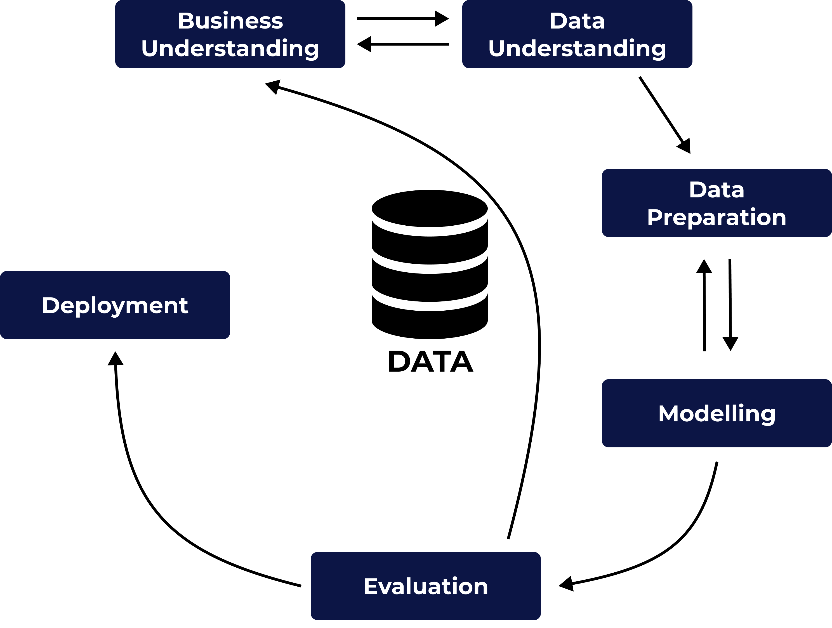 Business
Understanding
Data
Understanding
Data
Preparation
Deployment
DATA
Modelling
Evaluation